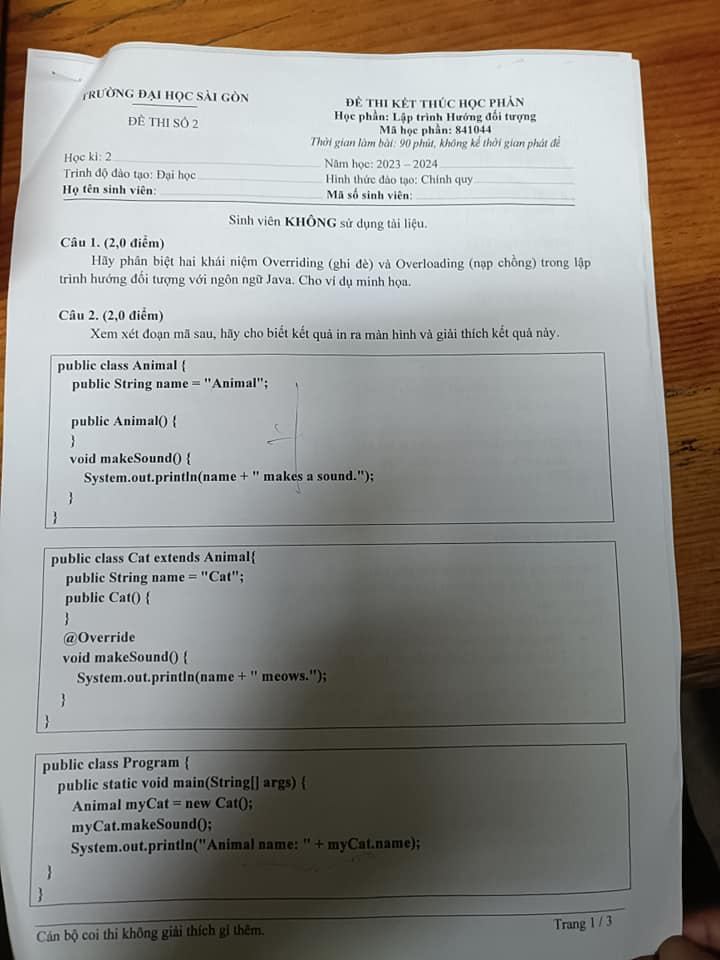 TRƯỜNG ĐẠI HỌC SÀI GÒN
ĐỀ THI SỐ 2
ĐỀ THI KẾT THÚC HỌC PHẦN
Học phần: Lập trình Hướng đối tượng
Mã học phần: 841044
Thời gian làm bài: 90 phút, không kể thời gian phát đề
Học kì: 2
Năm học: 2023 – 2024
Trình độ đào tạo: Đại học
Hình thức đào tạo: Chính quy
Họ tên sinh viên:
Mã số sinh viên:
Sinh viên KHÔNG sử dụng tài liệu.
Câu 1. (2,0 điểm)
Hãy phân biệt hai khái niệm Overriding (ghi đè) và Overloading (nạp chồng) trong lập
trình hướng đối tượng với ngôn ngữ Java. Cho ví dụ minh họa.
Câu 2. (2,0 điểm)
Xem xét đoạn mã sau, hãy cho biết kết quả in ra màn hình và giải thích kết quả này.
public class Animal {
public String name = "Animal";
public Animal() {
}
void makeSound() {
System.out.println(name + " makes a sound.");
}
}
public class Cat extends Animal{
public String name = "Cat";
public Cat() {
}
@Override
void makeSound() {
System.out.println(name + " meows.");
}
}
public class Program {
public static void main(String[] args) {
Animal myCat = new Cat();
myCat.makeSound();
System.out.println("Animal name: " + myCat.name);
}
}
Cán bộ coi thi không giải thích gì thêm.
Trang 1 / 3